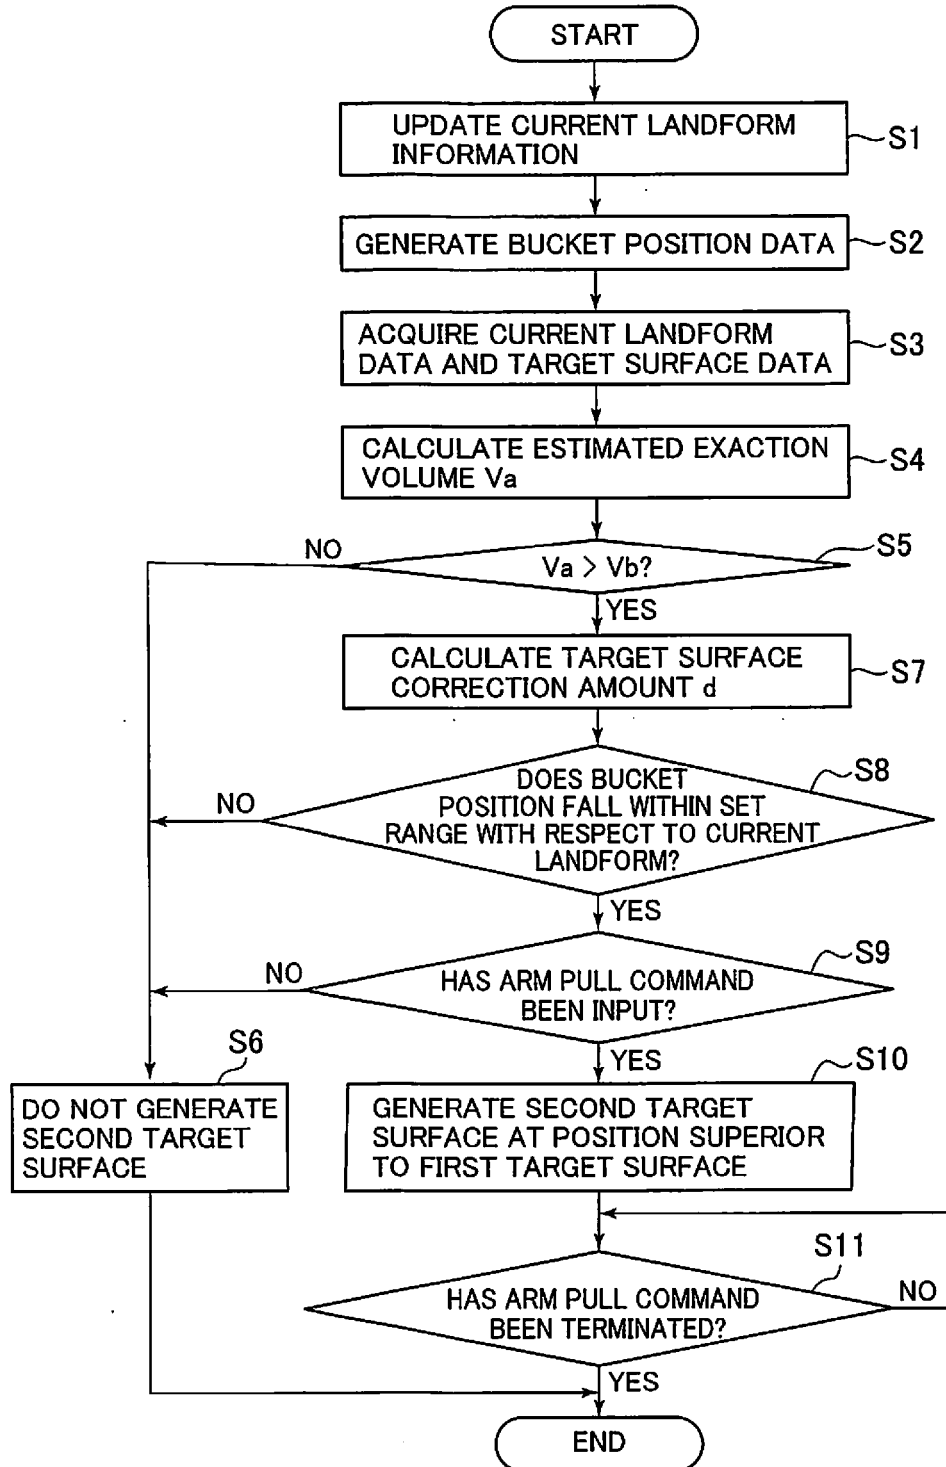 START
UPDATE CURRENT LANDFORM
INFORMATION
S1
GENERATE BUCKET POSITION DATA
S2
ACQUIRE CURRENT LANDFORM
DATA AND TARGET SURFACE DATA
S3
CALCULATE ESTIMATED EXACTION
VOLUME Va
S4
NO
Va > Vb?
S5
YES
CALCULATE TARGET SURFACE
CORRECTION AMOUNT d
S7
NO
DOES BUCKET
POSITION FALL WITHIN SET
RANGE WITH RESPECT TO CURRENT
LANDFORM?
S8
YES
NO
HAS ARM PULL COMMAND
BEEN INPUT?
S9
YES
S6
DO NOT GENERATE
SECOND TARGET
SURFACE
S10
GENERATE SECOND TARGET
SURFACE AT POSITION SUPERIOR
TO FIRST TARGET SURFACE
S11
HAS ARM PULL COMMAND
BEEN TERMINATED?
NO
YES
END